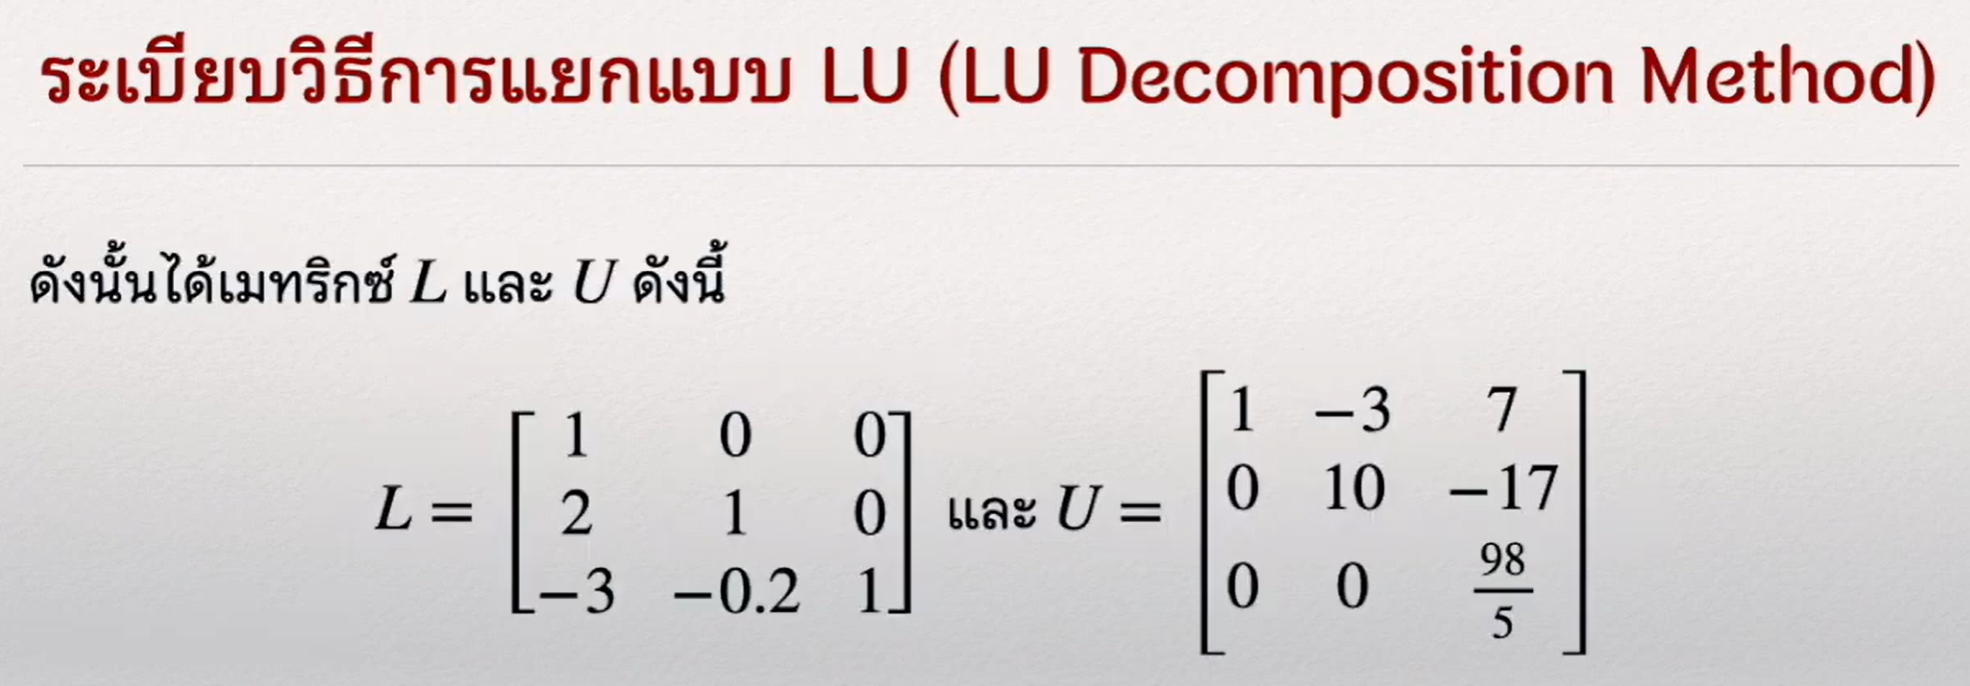 ระเบียบวิธีการแยกแบบ LU (LU Decomposition Method)
ดังนั้นได้เมทริกซ์ L และ U ดังนี้
L = [1 0 0; 2 1 0; −3 −0.2 1] และ U = [1 −3 7; 0 10 −17; 0 0 98/5]